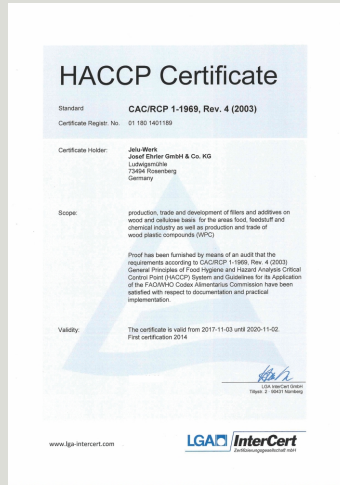 HACCP Certificate
Standard CAC/RCP 1-1969, Rev. 4 (2003)
Certificate Registr. No. 01 180 1401189
Certificate Holder: Jelu-Werk
Josef Ehrler GmbH & Co. KG
Ludwigsmühle
73494 Rosenberg
Germany
Scope: production, trade and development of fillers and additives on
wood and cellulose basis for the areas food, feedstuff and
chemical industry as well as production and trade of
wood plastic compounds (WPC)
Proof has been furnished by means of an audit that the
requirements according to CAC/RCP 1-1969, Rev. 4 (2003)
General Principles of Food Hygiene and Hazard Analysis Critical
Control Point (HACCP) System and Guidelines for its Application
of the FAO/WHO Codex Alimentarius Commission have been
satisfied with respect to documentation and practical
implementation.
Validity: The certificate is valid from 2017-11-03 until 2020-11-02.
First certification 2014
LGA InterCert GmbH
Tillystr. 2 · 90431 Nürnberg
www.lga-intercert.com
LGA InterCert
Zertifizierungsgesellschaft mbH